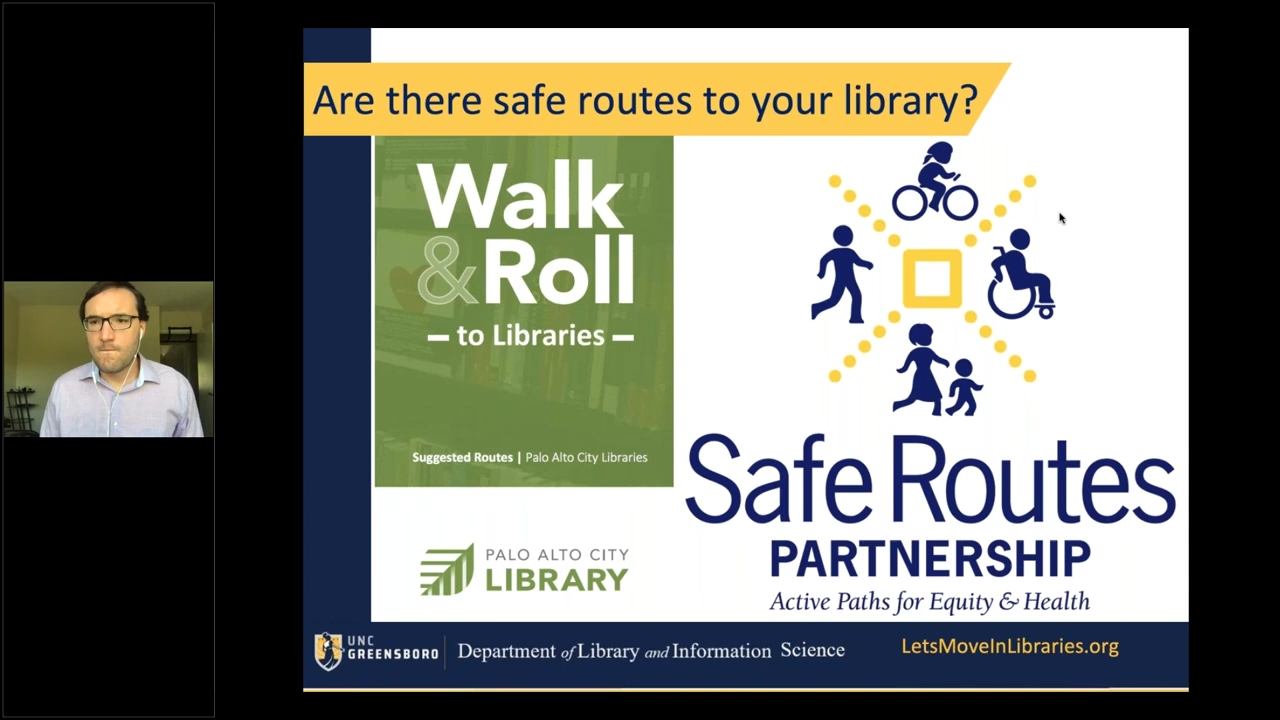 Are there safe routes to your library?
Walk
& Roll
– to Libraries –
Suggested Routes | Palo Alto City Libraries
PALO ALTO CITY
LIBRARY
Safe Routes
PARTNERSHIP
Active Paths for Equity & Health
UNC
GREENSBORO
Department of Library and Information Science
LetsMoveInLibraries.org